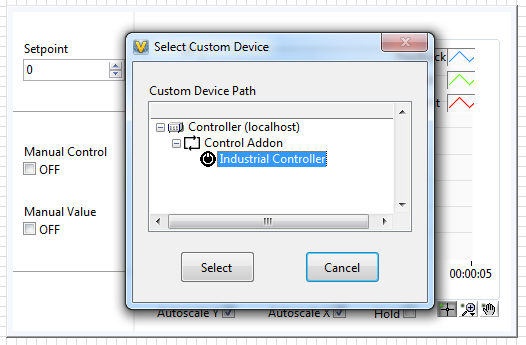 Select Custom Device
Setpoint
0
Custom Device Path
Controller (localhost)
Control Addon
Industrial Controller
Manual Control
OFF
Manual Value
OFF
Select
Cancel
00:00:05
Autoscale Y
Autoscale X
Hold